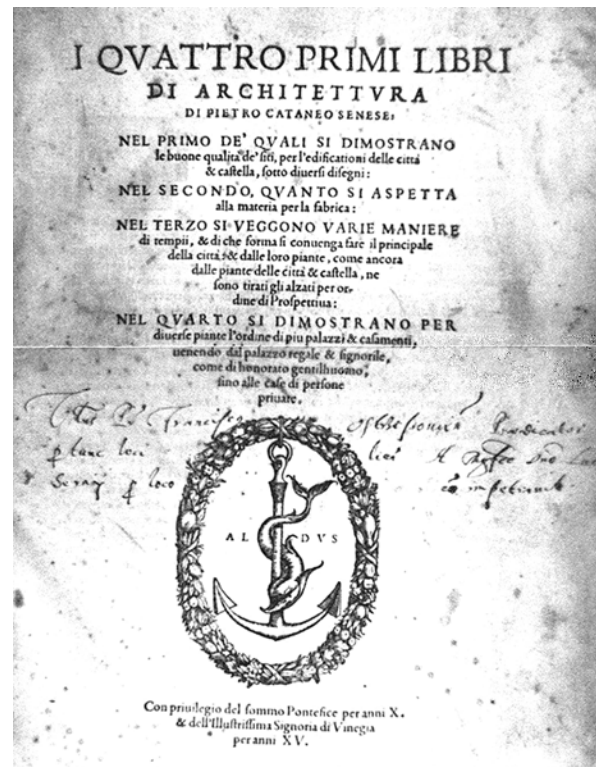 I QVATTRO PRIMI LIBRI
DI ARCHITETTVRA
DI PIETRO CATANEO SENESE:
NEL PRIMO DE' QVALI SI DIMOSTRANO
le buone qualità de' siti, per l'edificationi delle città
& castella, sotto diuersi disegni:
NEL SECONDO, QVANTO SI ASPETTA
alla materia per la fabrica:
NEL TERZO SI VEGGONO VARIE MANIERE
di tempii, & di che forma si conuenga fare il principale
della città: & dalle loro piante, come ancora
dalle piante delle città & castella, ne
sono tirati gli alzati per or-
dine di Prospettiua:
NEL QVARTO SI DIMOSTRANO PER
diuerse piante l'ordine di piu palazzi & casamenti,
uenendo dal palazzo regale & signorile,
come di honorato gentilhuomo,
sino alle case di persone
priuate.
Francisco
loco
AL DVS
Con priuilegio del sommo Pontefice per anni X.
& dell'Illustrissima Signoria di Vinegia
per anni XV.